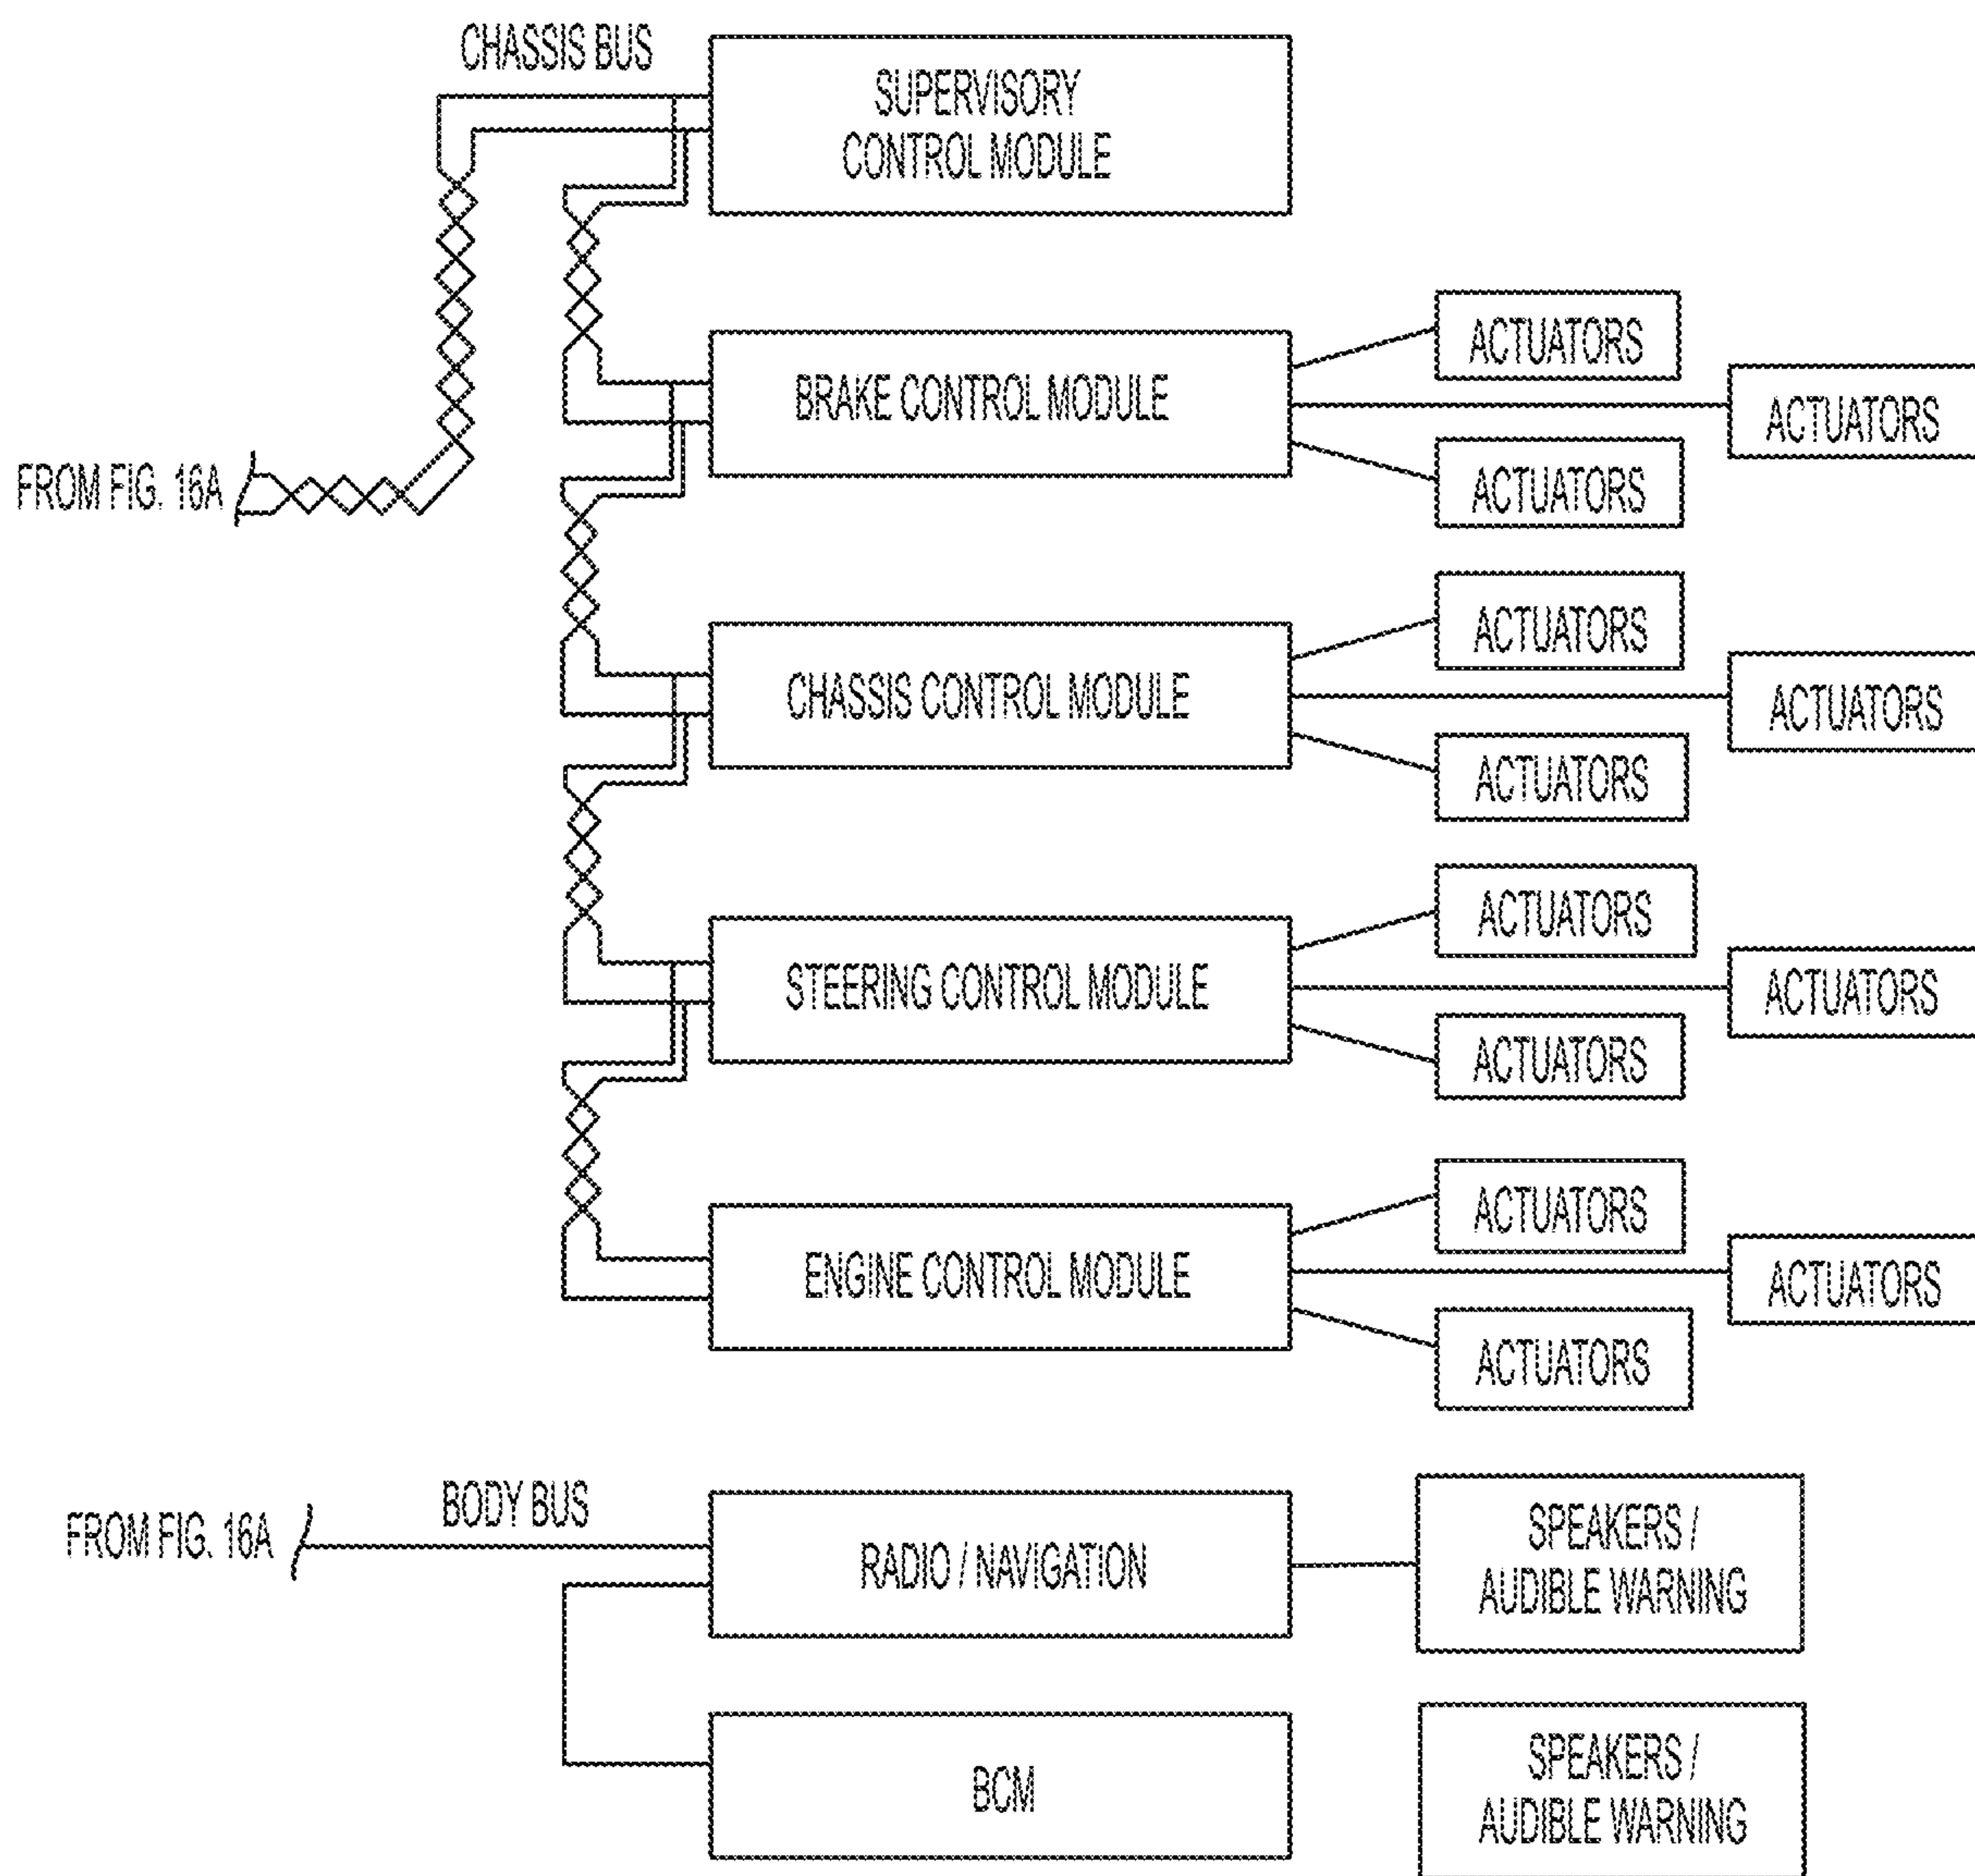 CHASSIS BUS
SUPERVISORY
CONTROL MODULE
ACTUATORS
BRAKE CONTROL MODULE
ACTUATORS
FROM FIG. 16A
ACTUATORS
ACTUATORS
CHASSIS CONTROL MODULE
ACTUATORS
ACTUATORS
ACTUATORS
STEERING CONTROL MODULE
ACTUATORS
ACTUATORS
ACTUATORS
ENGINE CONTROL MODULE
ACTUATORS
ACTUATORS
BODY BUS
FROM FIG. 16A
RADIO / NAVIGATION
SPEAKERS /
AUDIBLE WARNING
BCM
SPEAKERS /
AUDIBLE WARNING